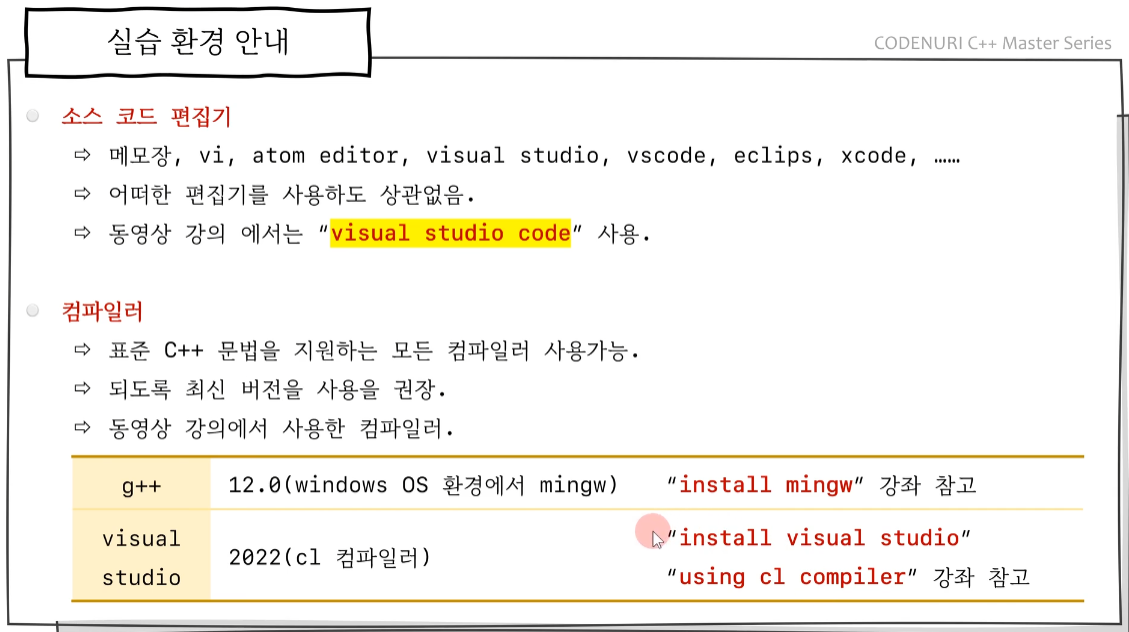 실습 환경 안내
CODENURI C++ Master Series
소스 코드 편집기
⇨ 메모장, vi, atom editor, visual studio, vscode, eclips, xcode, ……
⇨ 어떠한 편집기를 사용하도 상관없음.
⇨ 동영상 강의 에서는 “visual studio code” 사용.
컴파일러
⇨ 표준 C++ 문법을 지원하는 모든 컴파일러 사용가능.
⇨ 되도록 최신 버전을 사용을 권장.
⇨ 동영상 강의에서 사용한 컴파일러.
g++ 12.0(windows OS 환경에서 mingw) “install mingw” 강좌 참고
visual studio 2022(cl 컴파일러) “install visual studio”
“using cl compiler” 강좌 참고